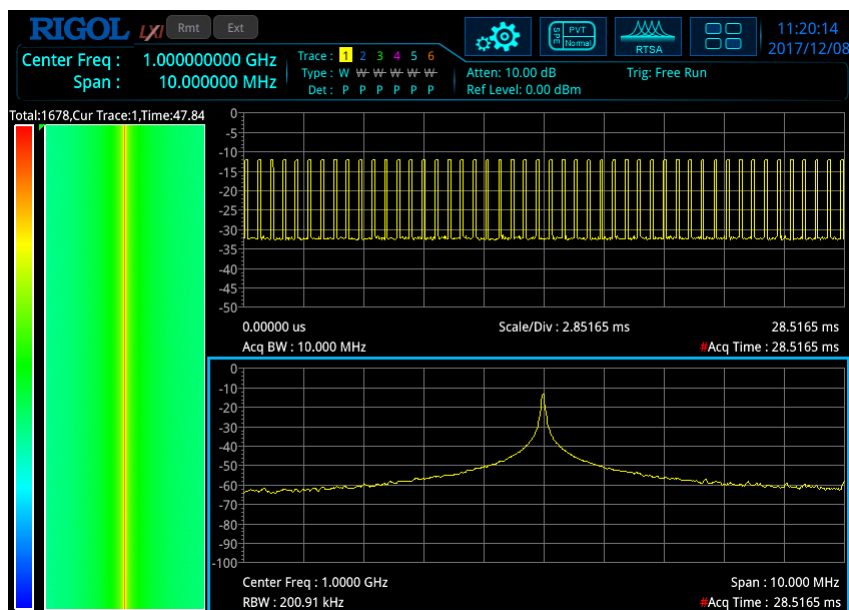 RIGOL LXI Rmt Ext
Center Freq : 1.000000000 GHz
Span : 10.000000 MHz
Trace : 1 2 3 4 5 6
Type : W W W W W W
Det : P P P P P P
SPE PVT Normal
RTSA
11:20:14
2017/12/08
Atten: 10.00 dB
Trig: Free Run
Ref Level: 0.00 dBm
Total:1678,Cur Trace:1,Time:47.84
0
-5
-10
-15
-20
-25
-30
-35
-40
-45
-50
0.00000 us Scale/Div : 2.85165 ms 28.5165 ms
Acq BW : 10.000 MHz #Acq Time : 28.5165 ms
0
-10
-20
-30
-40
-50
-60
-70
-80
-90
-100
Center Freq : 1.0000 GHz Span : 10.000 MHz
RBW : 200.91 kHz #Acq Time : 28.5165 ms